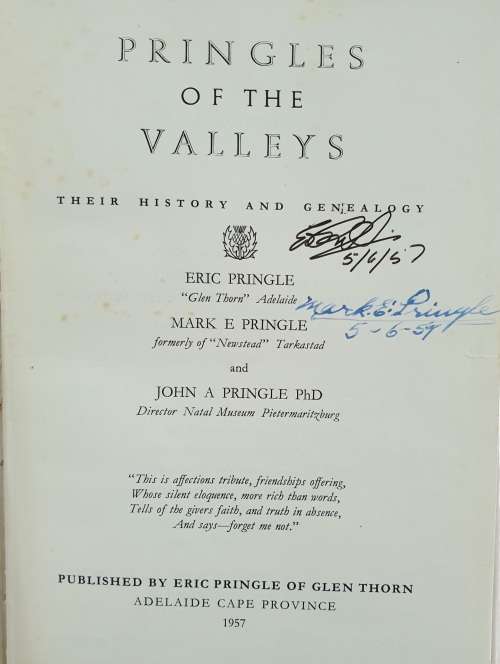 PRINGLES
OF THE
VALLEYS
THEIR HISTORY AND GENEALOGY
5/6/57
ERIC PRINGLE
"Glen Thorn" Adelaide
Mark. E. Pringle
MARK E PRINGLE
5-6-57
formerly of "Newstead" Tarkastad
and
JOHN A PRINGLE PhD
Director Natal Museum Pietermaritzburg
"This is affections tribute, friendships offering,
Whose silent eloquence, more rich than words,
Tells of the givers faith, and truth in absence,
And says—forget me not."
PUBLISHED BY ERIC PRINGLE OF GLEN THORN
ADELAIDE CAPE PROVINCE
1957